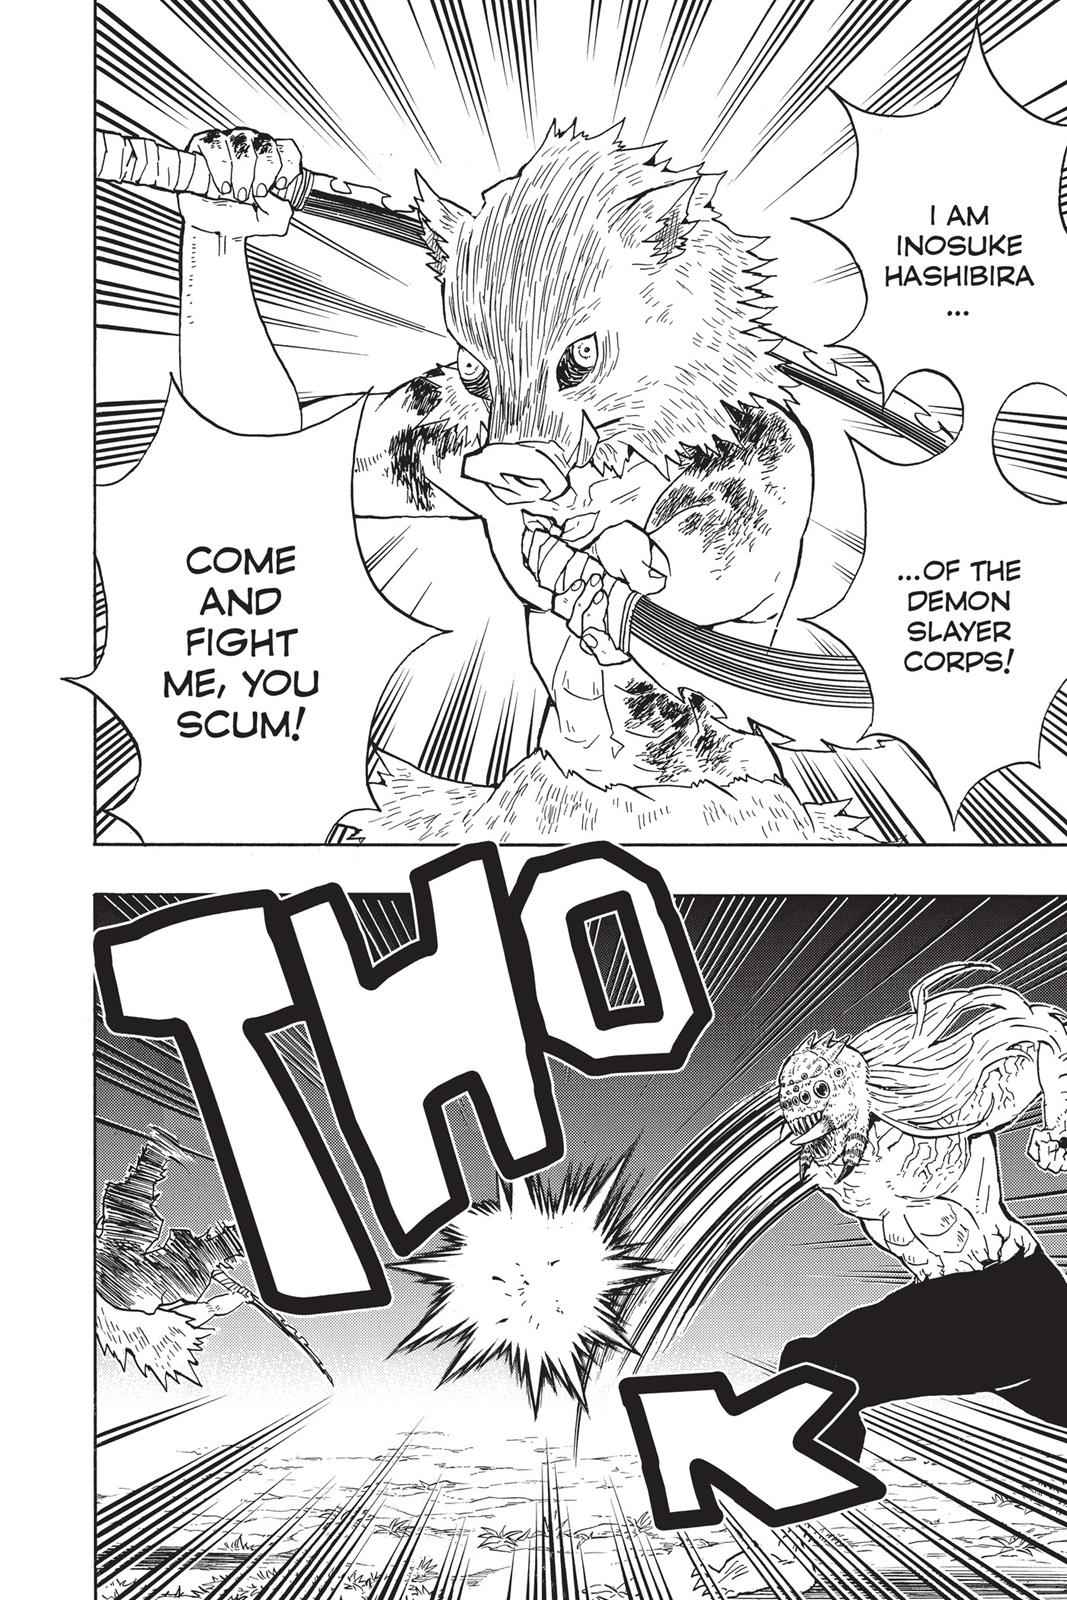 I AM
INOSUKE
HASHIBIRA
...
...OF THE
DEMON
SLAYER
CORPS!
COME
AND
FIGHT
ME, YOU
SCUM!
THO
K